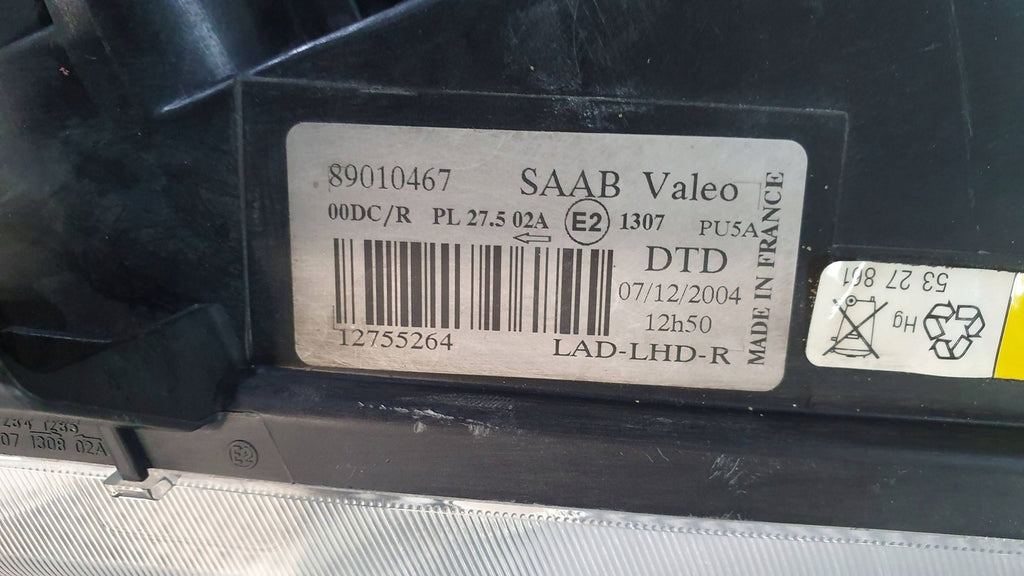 89010467 SAAB Valeo
00DC/R PL 27.5 02A E2 1307 PU5A
DTD
07/12/2004
12h50
12755264 LAD-LHD-R
MADE IN FRANCE
53 27 861
Hg
07 1308 02A
E2